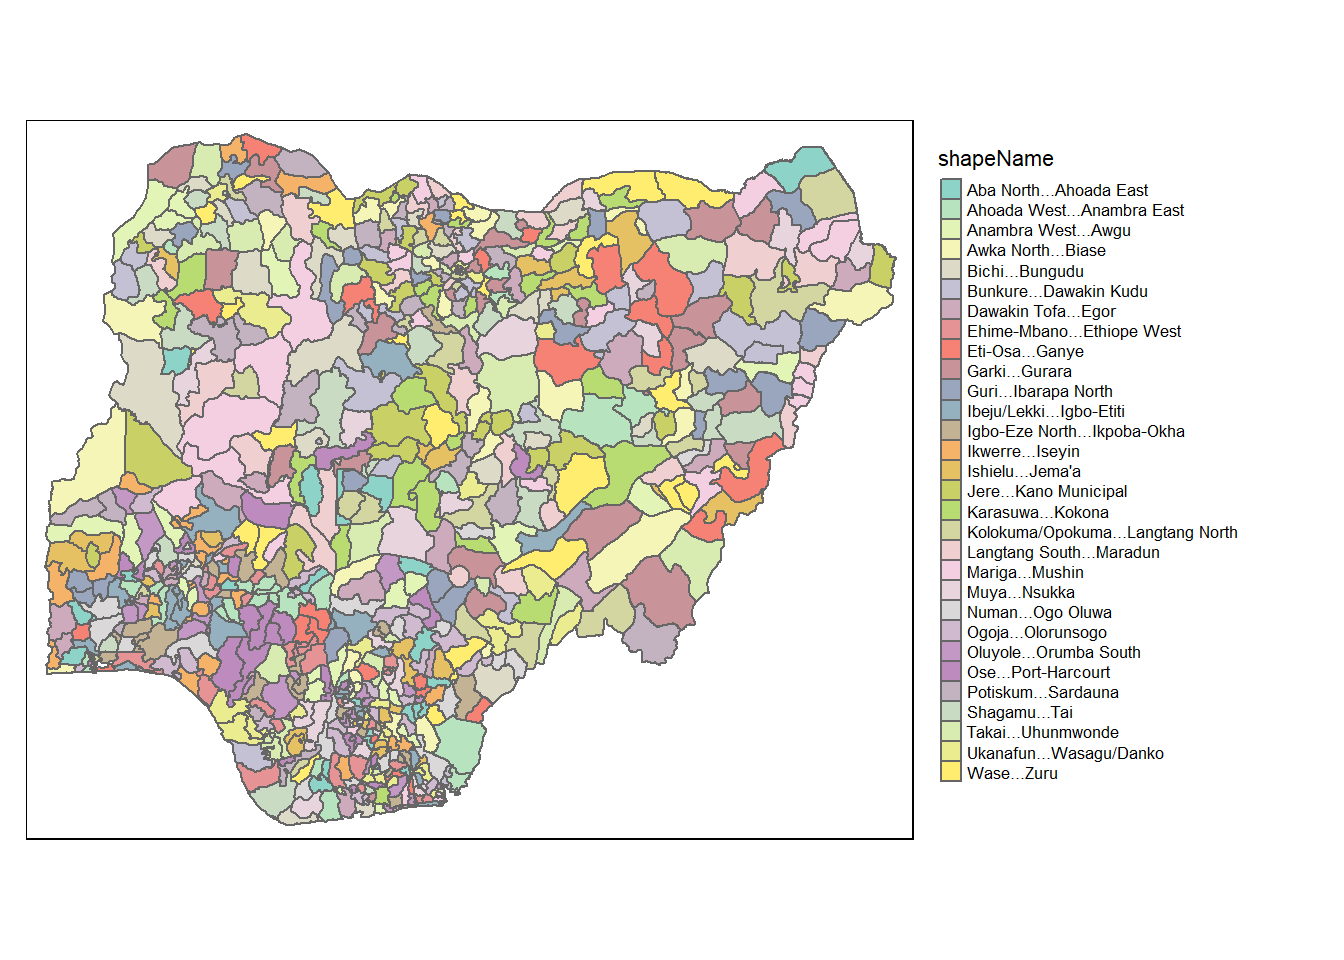 shapeName
Aba North...Ahoada East
Ahoada West...Anambra East
Anambra West...Awgu
Awka North...Biase
Bichi...Bungudu
Bunkure...Dawakin Kudu
Dawakin Tofa...Egor
Ehime-Mbano...Ethiope West
Eti-Osa...Ganye
Garki...Gurara
Guri...Ibarapa North
Ibeju/Lekki...Igbo-Etiti
Igbo-Eze North...Ikpoba-Okha
Ikwerre...Iseyin
Ishielu...Jema'a
Jere...Kano Municipal
Karasuwa...Kokona
Kolokuma/Opokuma...Langtang North
Langtang South...Maradun
Mariga...Mushin
Muya...Nsukka
Numan...Ogo Oluwa
Ogoja...Olorunsogo
Oluyole...Orumba South
Ose...Port-Harcourt
Potiskum...Sardauna
Shagamu...Tai
Takai...Uhunmwonde
Ukanafun...Wasagu/Danko
Wase...Zuru